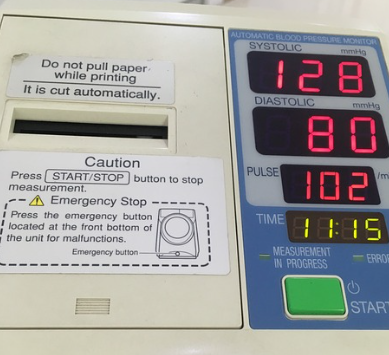 Do not pull paper
while printing
It is cut automatically.
Caution
Press START/STOP button to stop
measurement.
Emergency Stop
Press the emergency button
located at the front bottom of
the unit for malfunctions.
Emergency button
AUTOMATIC BLOOD PRESSURE MONITOR
SYSTOLIC
mmHg
128
DIASTOLIC
mmHg
80
PULSE
102
/m
TIME
11:15
MEASUREMENT
IN PROGRESS
ERROR
START